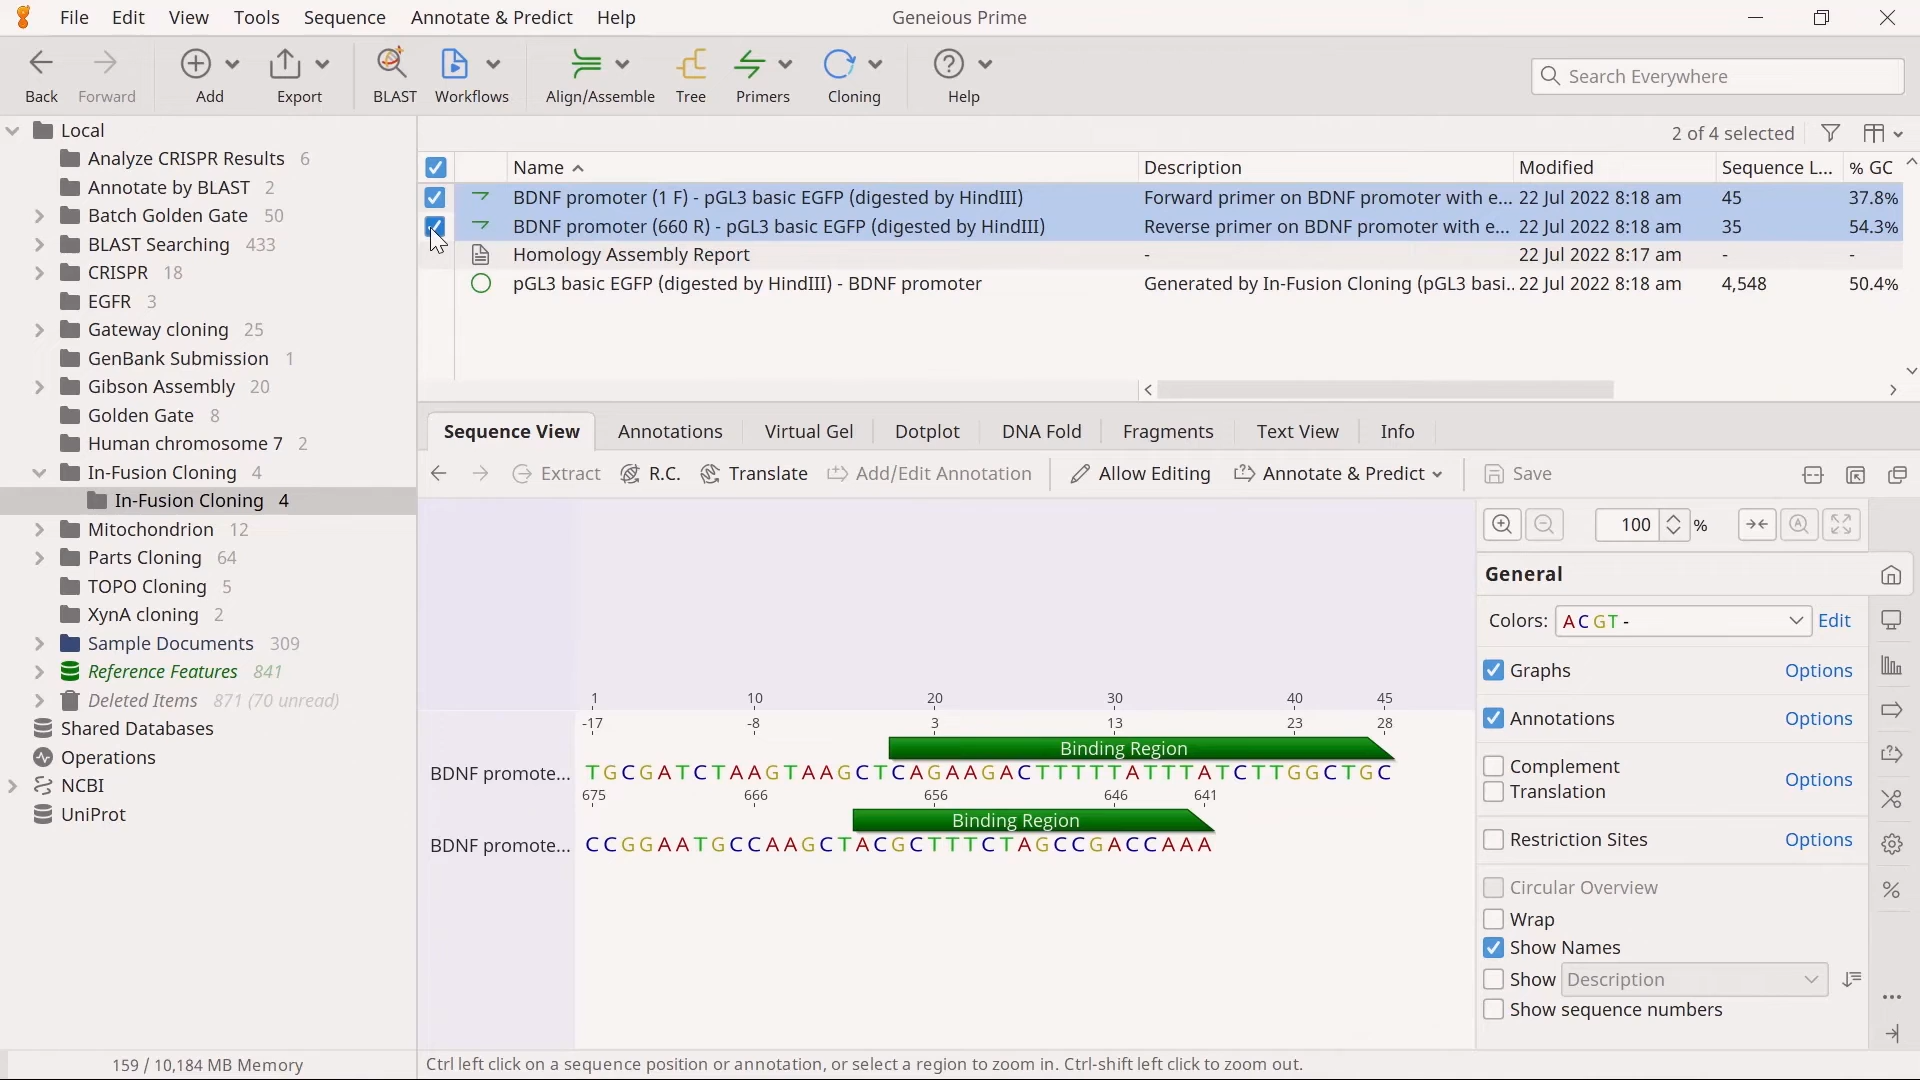 File Edit View Tools Sequence Annotate & Predict Help Geneious Prime
Back Forward Add Export BLAST Workflows Align/Assemble Tree Primers Cloning Help Search Everywhere
Local
Analyze CRISPR Results 6
Annotate by BLAST 2
Batch Golden Gate 50
BLAST Searching 433
CRISPR 18
EGFR 3
Gateway cloning 25
GenBank Submission 1
Gibson Assembly 20
Golden Gate 8
Human chromosome 7 2
In-Fusion Cloning 4
In-Fusion Cloning 4
Mitochondrion 12
Parts Cloning 64
TOPO Cloning 5
XynA cloning 2
Sample Documents 309
Reference Features 841
Deleted Items 871 (70 unread)
Shared Databases
Operations
NCBI
UniProt
159 / 10,184 MB Memory
2 of 4 selected
Name Description Modified Sequence L... % GC
BDNF promoter (1 F) - pGL3 basic EGFP (digested by HindIII) Forward primer on BDNF promoter with e... 22 Jul 2022 8:18 am 45 37.8%
BDNF promoter (660 R) - pGL3 basic EGFP (digested by HindIII) Reverse primer on BDNF promoter with e... 22 Jul 2022 8:18 am 35 54.3%
Homology Assembly Report - 22 Jul 2022 8:17 am - -
pGL3 basic EGFP (digested by HindIII) - BDNF promoter Generated by In-Fusion Cloning (pGL3 basi... 22 Jul 2022 8:18 am 4,548 50.4%
Sequence View Annotations Virtual Gel Dotplot DNA Fold Fragments Text View Info
Extract R.C. Translate Add/Edit Annotation Allow Editing Annotate & Predict Save
1 10 20 30 40 45
-17 -8 3 13 23 28
Binding Region
BDNF promote... TGCGATCTAAGTAAGCTCAGAAGACTTTTTATTTATCTTGGCTGC
675 666 656 646 641
Binding Region
BDNF promote... CCGGAATGCCAAGCTACGCTTTCTAGCCGACCAAA
100 %
General
Colors: ACGT- Edit
Graphs Options
Annotations Options
Complement
Translation Options
Restriction Sites Options
Circular Overview
Wrap
Show Names
Show Description
Show sequence numbers
Ctrl left click on a sequence position or annotation, or select a region to zoom in. Ctrl-shift left click to zoom out.